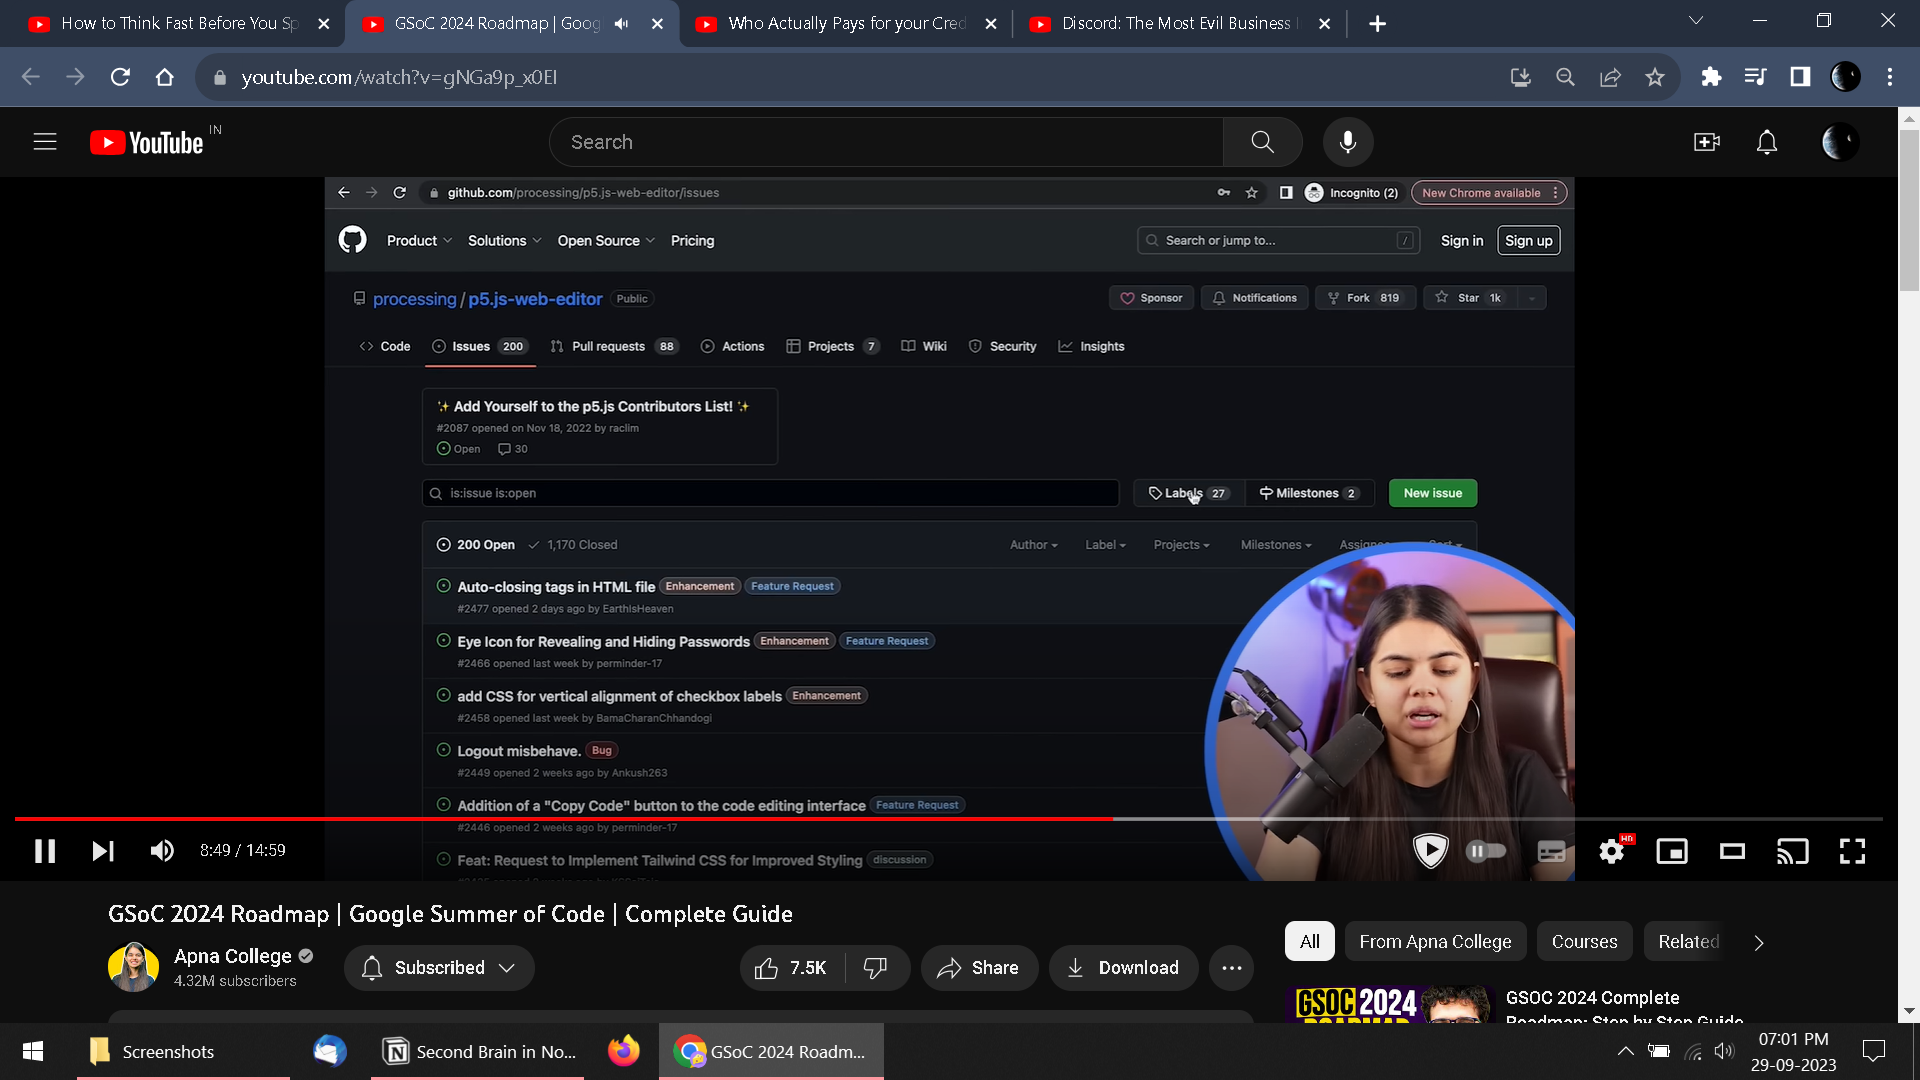 How to Think Fast Before You Sp
GSoC 2024 Roadmap | Goog
Who Actually Pays for your Cred
Discord: The Most Evil Business
youtube.com/watch?v=gNGa9p_x0EI
YouTube IN
Search
github.com/processing/p5.js-web-editor/issues
Incognito (2)
New Chrome available
Product
Solutions
Open Source
Pricing
Search or jump to...
/
Sign in
Sign up
processing / p5.js-web-editor Public
Sponsor
Notifications
Fork 819
Star 1k
Code
Issues 200
Pull requests 88
Actions
Projects 7
Wiki
Security
Insights
✨ Add Yourself to the p5.js Contributors List! ✨
#2087 opened on Nov 18, 2022 by raclim
Open 30
is:issue is:open
Labels 27
Milestones 2
New issue
200 Open
1,170 Closed
Author
Label
Projects
Milestones
Auto-closing tags in HTML file Enhancement Feature Request
#2477 opened 2 days ago by EarthIsHeaven
Eye Icon for Revealing and Hiding Passwords Enhancement Feature Request
#2466 opened last week by perminder-17
add CSS for vertical alignment of checkbox labels Enhancement
#2458 opened last week by BamaCharanChhandogi
Logout misbehave. Bug
#2449 opened 2 weeks ago by Ankush263
Addition of a "Copy Code" button to the code editing interface Feature Request
#2446 opened 2 weeks ago by perminder-17
Feat: Request to Implement Tailwind CSS for Improved Styling discussion
8:49 / 14:59
HD
GSoC 2024 Roadmap | Google Summer of Code | Complete Guide
Apna College
4.32M subscribers
Subscribed
7.5K
Share
Download
All
From Apna College
Courses
Related
GSOC 2024
GSOC 2024 Complete
Roadmap: Step by Step Guide
Screenshots
Second Brain in No...
GSoC 2024 Roadm...
07:01 PM
29-09-2023